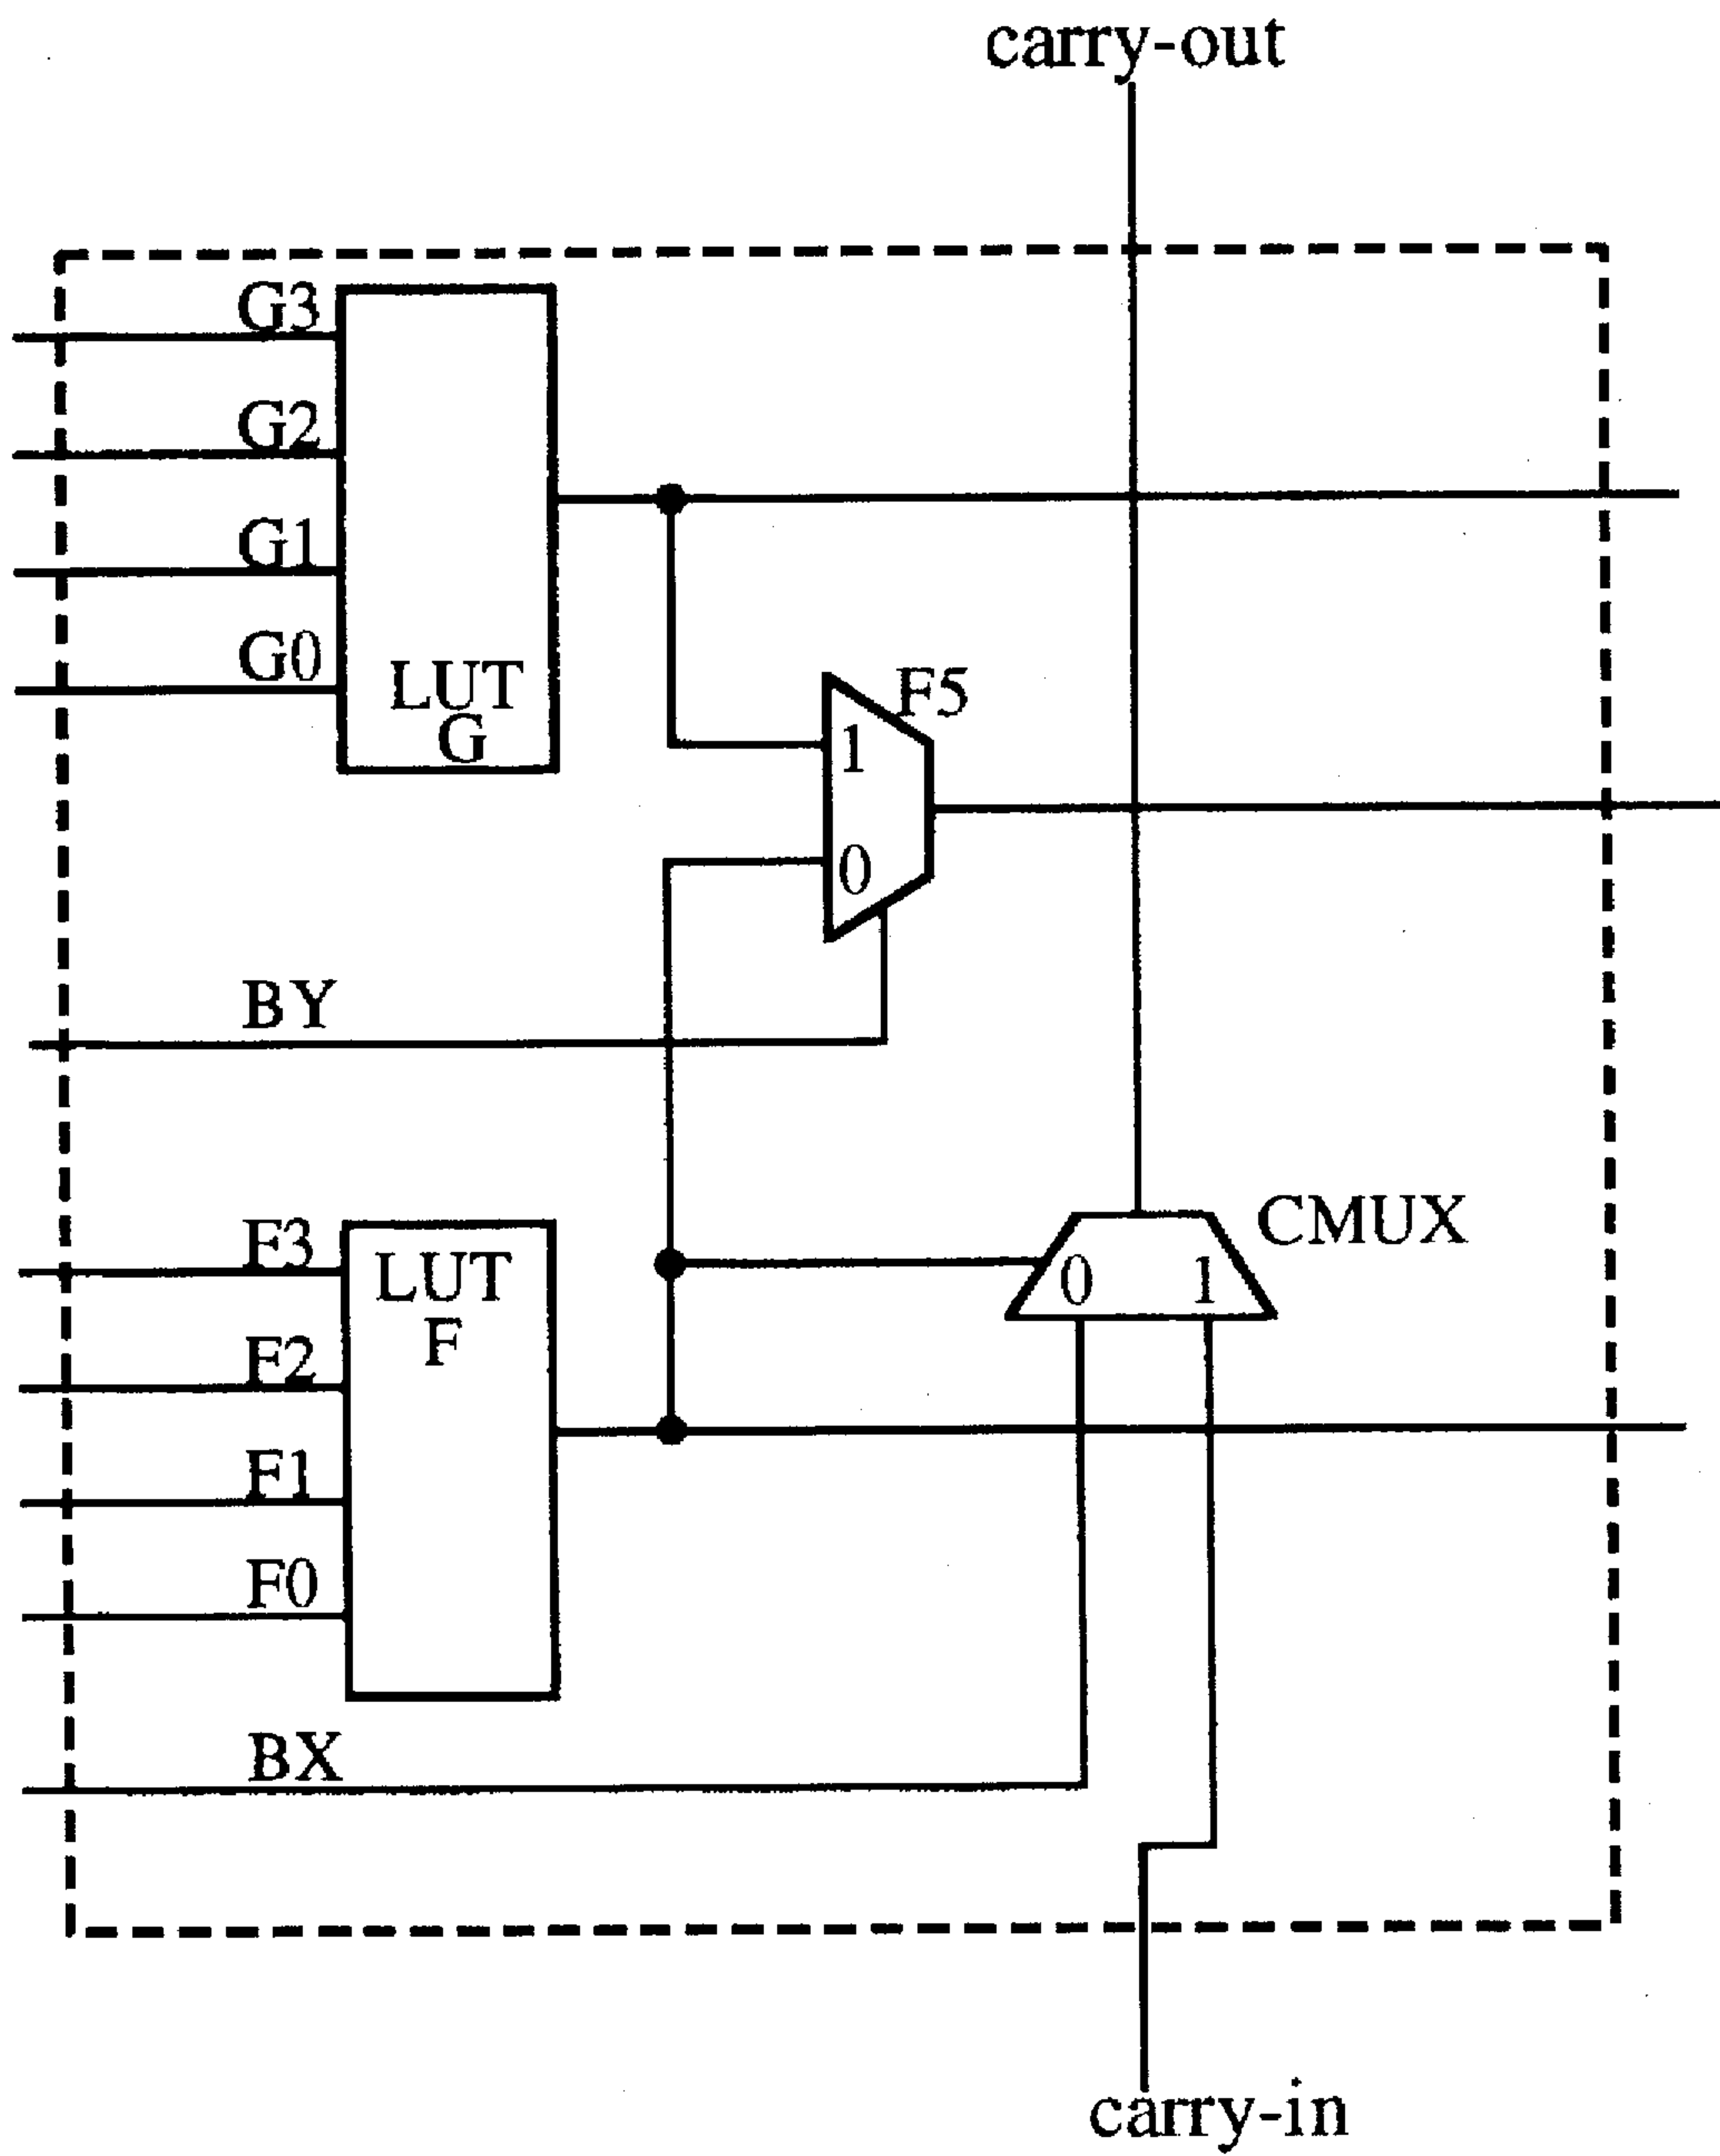 carry-out
G3
G2
G1
G0
LUT
G
F5
1
0
BY
F3
F2
F1
F0
LUT
F
CMUX
0 1
BX
carry-in